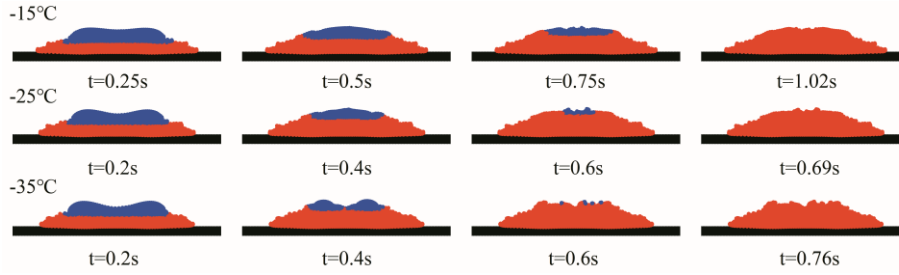 -15℃
t=0.25s t=0.5s t=0.75s t=1.02s
-25℃
t=0.2s t=0.4s t=0.6s t=0.69s
-35℃
t=0.2s t=0.4s t=0.6s t=0.76s